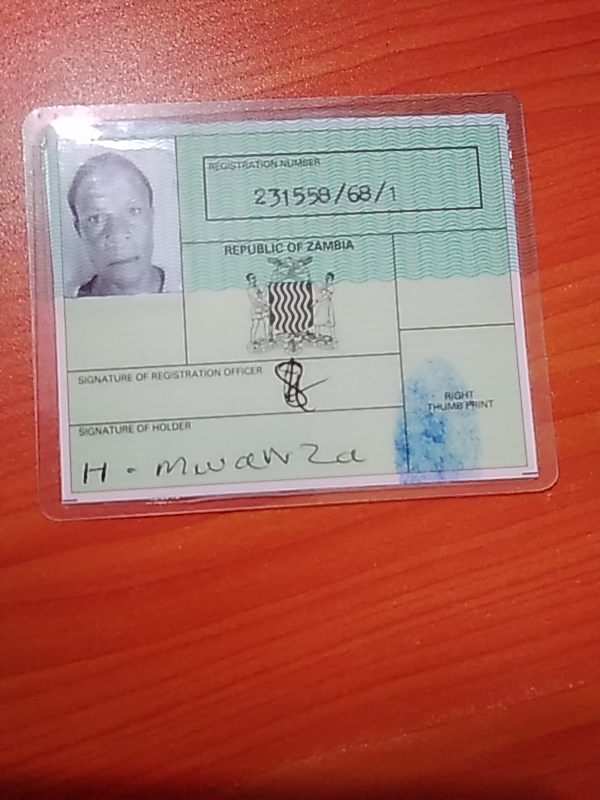 REGISTRATION NUMBER
231558/68/1
REPUBLIC OF ZAMBIA
SIGNATURE OF REGISTRATION OFFICER
SIGNATURE OF HOLDER
H - Mwanza
RIGHT
THUMB PRINT